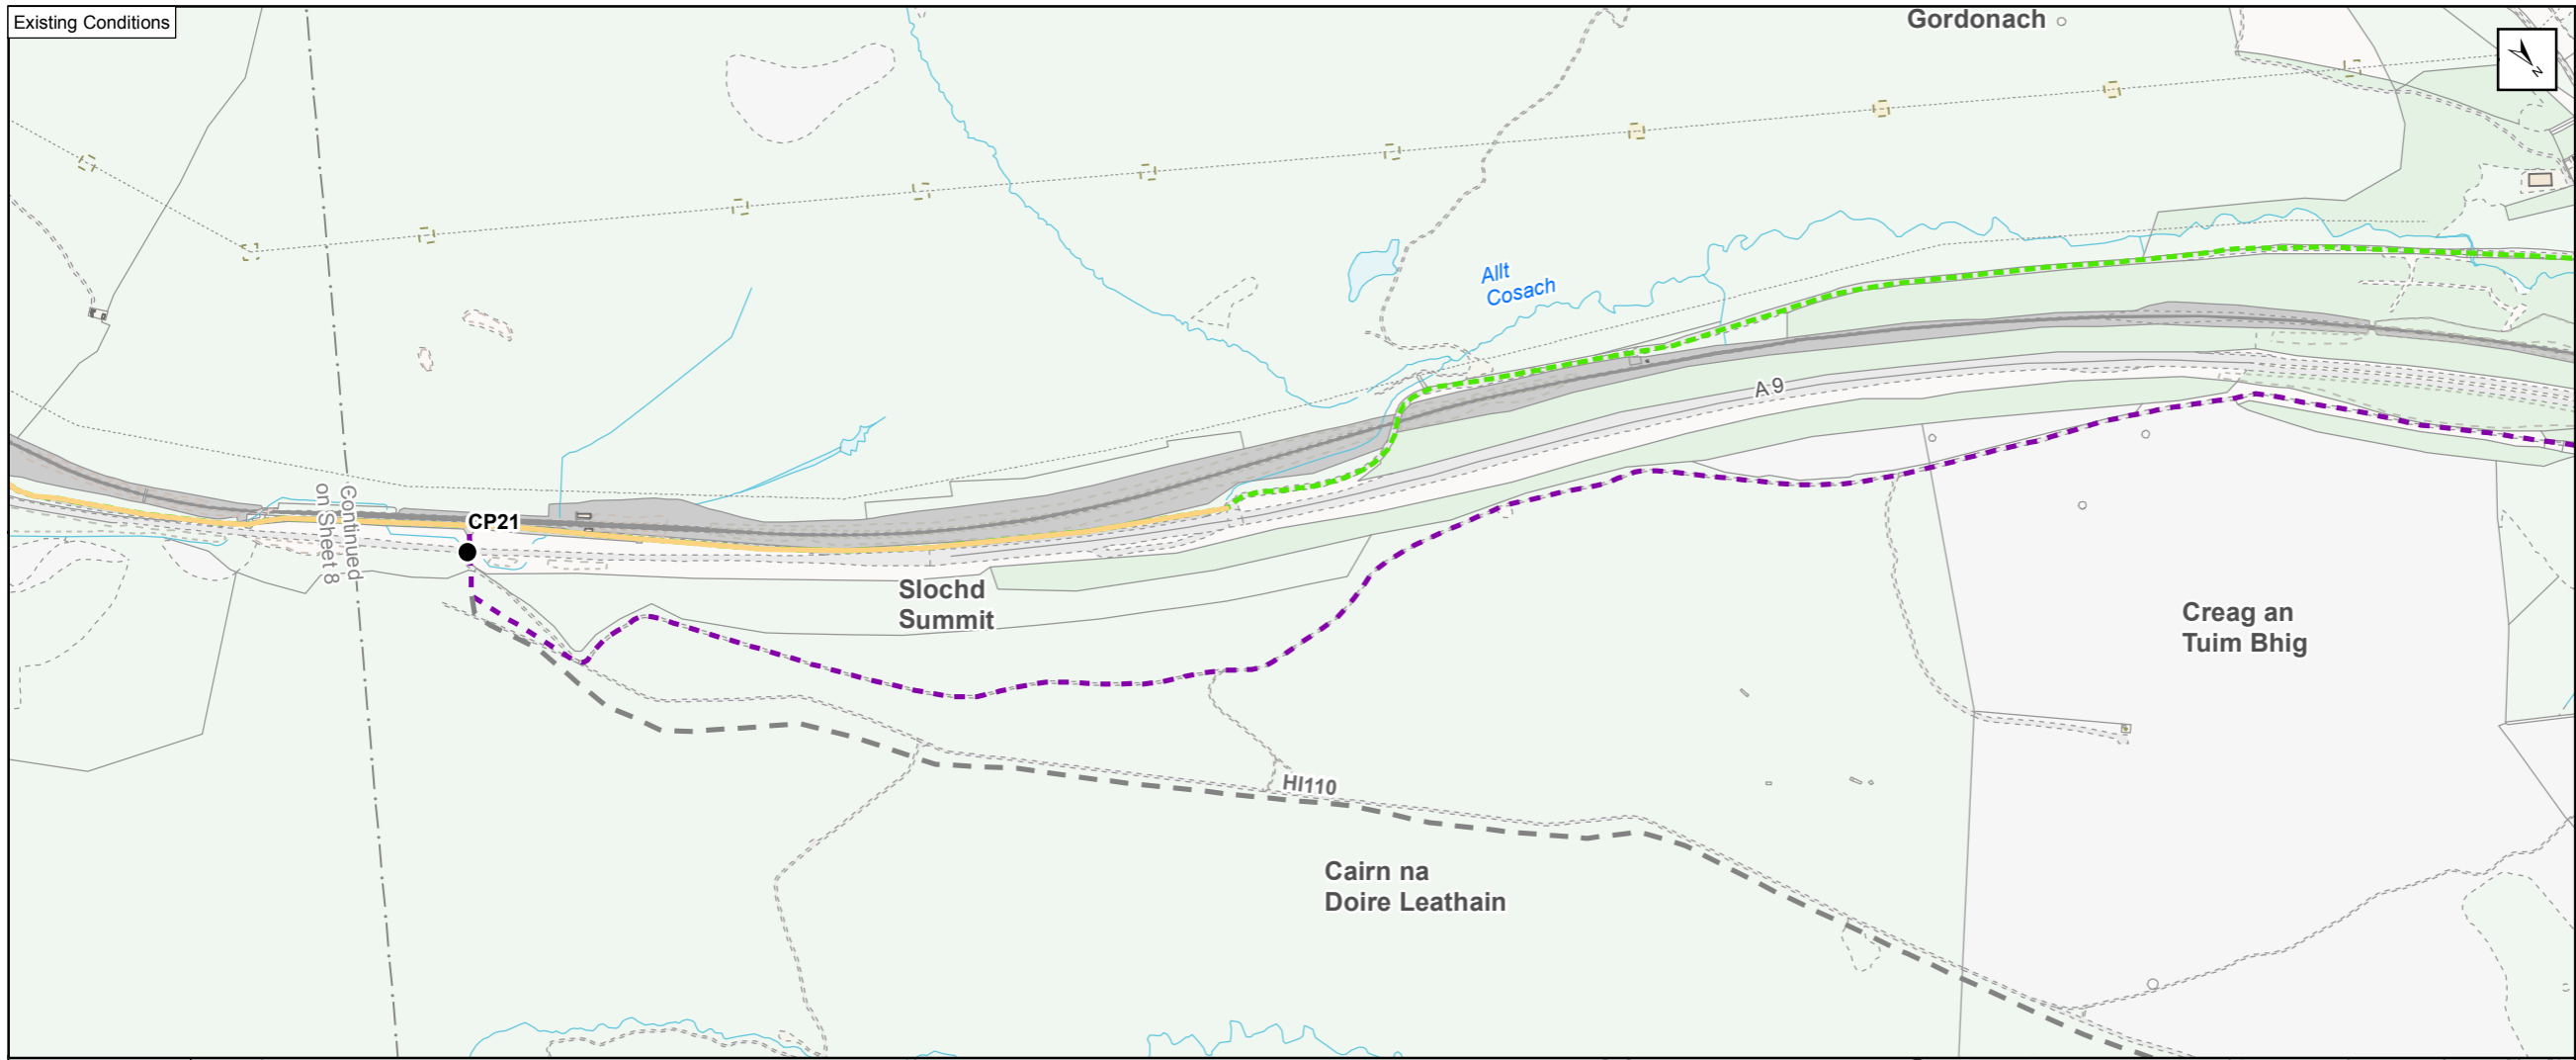 Existing Conditions
Gordonach
N
Allt
Cosach
A 9
Continued
on Sheet 8
CP21
Slochd
Summit
Creag an
Tuim Bhig
HI110
Cairn na
Doire Leathain